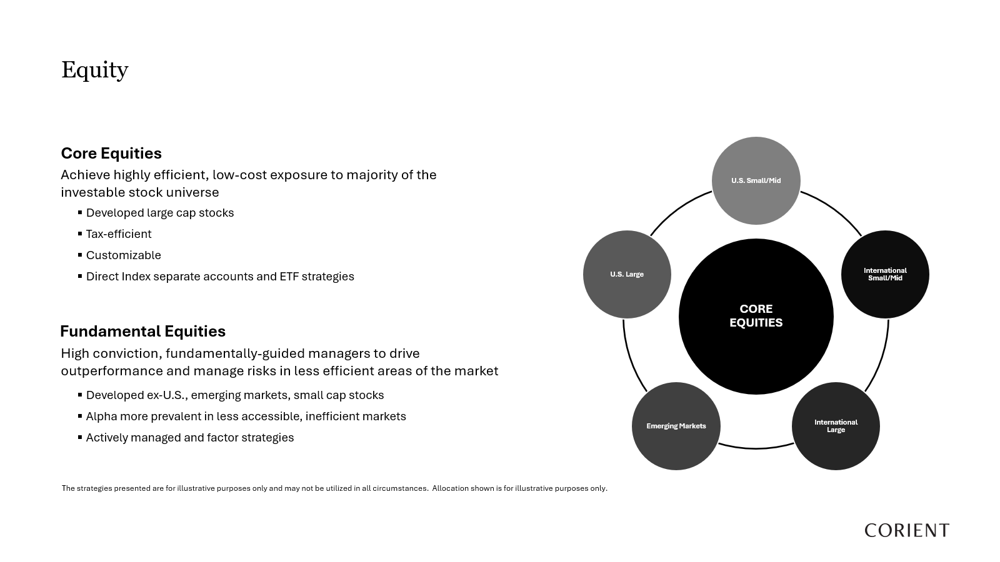 Equity
Core Equities
Achieve highly efficient, low-cost exposure to majority of the
investable stock universe
▪ Developed large cap stocks
▪ Tax-efficient
▪ Customizable
▪ Direct Index separate accounts and ETF strategies
Fundamental Equities
High conviction, fundamentally-guided managers to drive
outperformance and manage risks in less efficient areas of the market
▪ Developed ex-U.S., emerging markets, small cap stocks
▪ Alpha more prevalent in less accessible, inefficient markets
▪ Actively managed and factor strategies
U.S. Small/Mid
U.S. Large
International
Small/Mid
CORE
EQUITIES
Emerging Markets
International
Large
The strategies presented are for illustrative purposes only and may not be utilized in all circumstances.  Allocation shown is for illustrative purposes only.
CORIENT